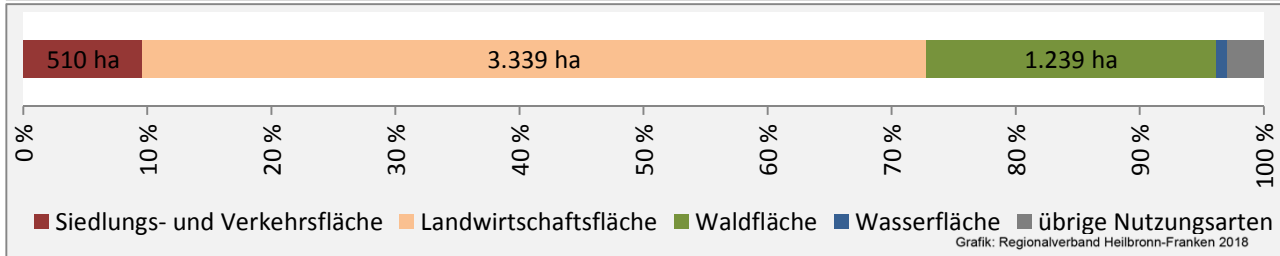 510 ha 3.339 ha 1.239 ha
0 % 10 % 20 % 30 % 40 % 50 % 60 % 70 % 80 % 90 % 100 %
Siedlungs- und Verkehrsfläche Landwirtschaftsfläche Waldfläche Wasserfläche übrige Nutzungsarten
Grafik: Regionalverband Heilbronn-Franken 2018